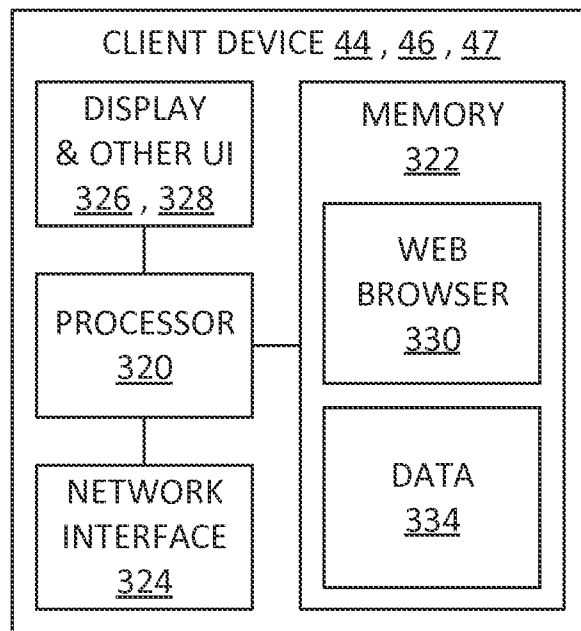 CLIENT DEVICE 44 , 46 , 47
DISPLAY
& OTHER UI
326 , 328
PROCESSOR
320
NETWORK
INTERFACE
324
MEMORY
322
WEB
BROWSER
330
DATA
334